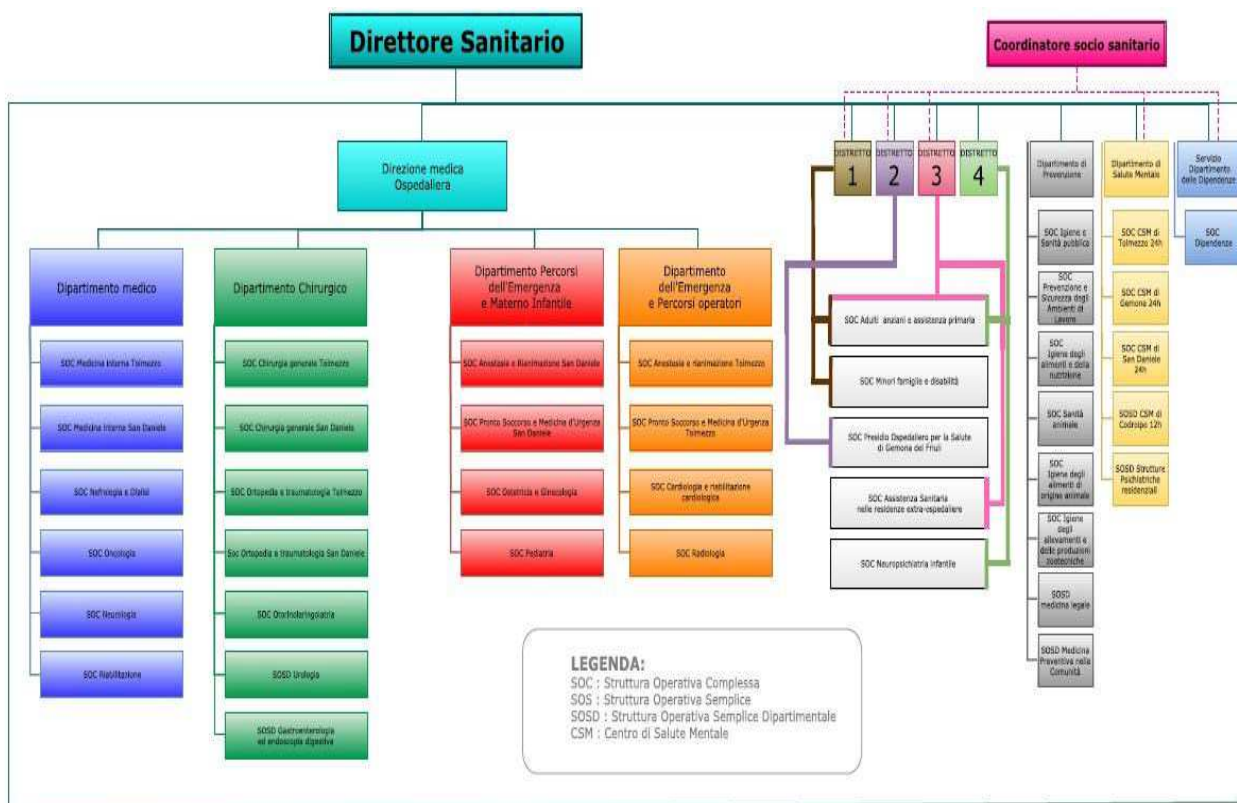 Direttore Sanitario
Coordinatore socio sanitario
Direzione medica
Ospedaliera
DISTRETTO
1
DISTRETTO
2
DISTRETTO
3
DISTRETTO
4
Dipartimento di
Prevenzione
Dipartimento di
Salute Mentale
Servizio
Dipartimento
delle Dipendenze
Dipartimento medico
SOC Medicina Interna Tolmezzo
SOC Medicina Interna San Daniele
SOC Nefrologia e Dialisi
SOC Oncologia
SOC Neurologia
SOC Riabilitazione
Dipartimento Chirurgico
SOC Chirurgia generale Tolmezzo
SOC Chirurgia generale San Daniele
SOC Ortopedia e traumatologia Tolmezzo
Soc Ortopedia e traumatologia San Daniele
SOC Otorinolaringoiatria
SOSD Urologia
SOSD Gastroenterologia
ed endoscopia digestiva
Dipartimento Percorsi
dell'Emergenza
e Materno Infantile
SOC Anestesia e Rianimazione San Daniele
SOC Pronto Soccorso e Medicina d'Urgenza
San Daniele
SOC Ostetricia e Ginecologia
SOC Pediatria
Dipartimento
dell'Emergenza
e Percorsi operatori
SOC Anestesia e rianimazione Tolmezzo
SOC Pronto Soccorso e Medicina d'Urgenza
Tolmezzo
SOC Cardiologia e riabilitazione
cardiologica
SOC Radiologia
SOC Adulti anziani e assistenza primaria
SOC Minori famiglie e disabilità
SOC Presidio Ospedaliero per la Salute
di Gemona del Friuli
SOC Assistenza Sanitaria
nelle residenze extra-ospedaliere
SOC Neuropsichiatria infantile
SOC Igiene e
Sanità pubblica
SOC
Prevenzione e
Sicurezza degli
Ambienti di
Lavoro
SOC
Igiene degli
alimenti e della
nutrizione
SOC Sanità
animale
SOC
Igiene degli
alimenti di
origine animale
SOC Igiene
degli
allevamenti e
delle produzioni
zootecniche
SOSD
medicina legale
SOSD Medicina
Preventiva nella
Comunità
SOC CSM di
Tolmezzo 24h
SOC CSM di
Gemona 24h
SOC CSM di
San Daniele
24h
SOSD CSM di
Codroipo 12h
SOSD Strutture
Psichiatriche
residenziali
SOC
Dipendenze
LEGENDA:
SOC : Struttura Operativa Complessa
SOS : Struttura Operativa Semplice
SOSD : Struttura Operativa Semplice Dipartimentale
CSM : Centro di Salute Mentale